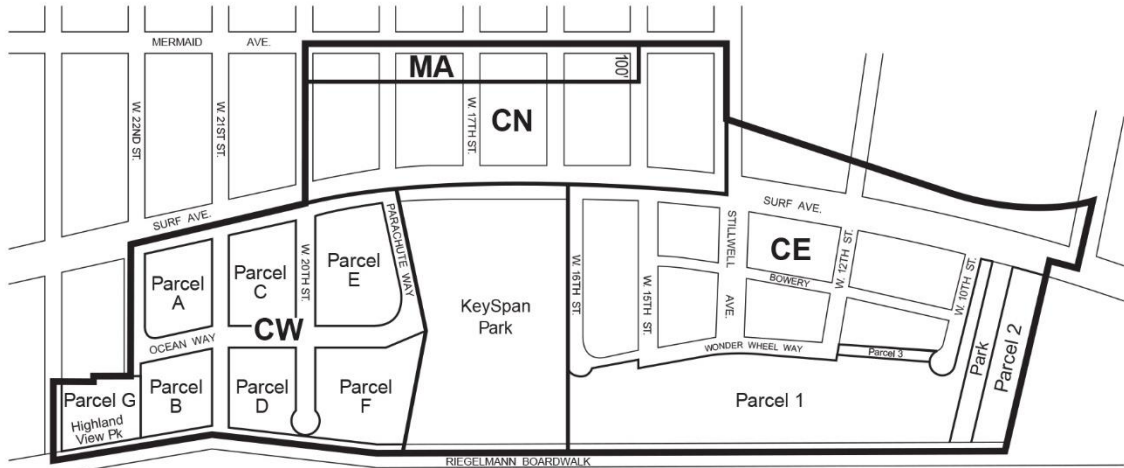 MERMAID AVE.
MA
100'
CN
W. 22ND ST.
W. 21ST ST.
W. 17TH ST.
SURF AVE.
SURF AVE.
PARACHUTE WAY
W. 20TH ST.
Parcel
A
Parcel
C
Parcel
E
CW
OCEAN WAY
KeySpan
Park
W. 16TH ST.
W. 15TH ST.
STILLWELL AVE.
CE
BOWERY
W. 12TH ST.
W. 10TH ST.
WONDER WHEEL WAY
Parcel 3
Park
Parcel 2
Parcel G
Highland
View Pk
Parcel
B
Parcel
D
Parcel
F
Parcel 1
RIEGELMANN BOARDWALK